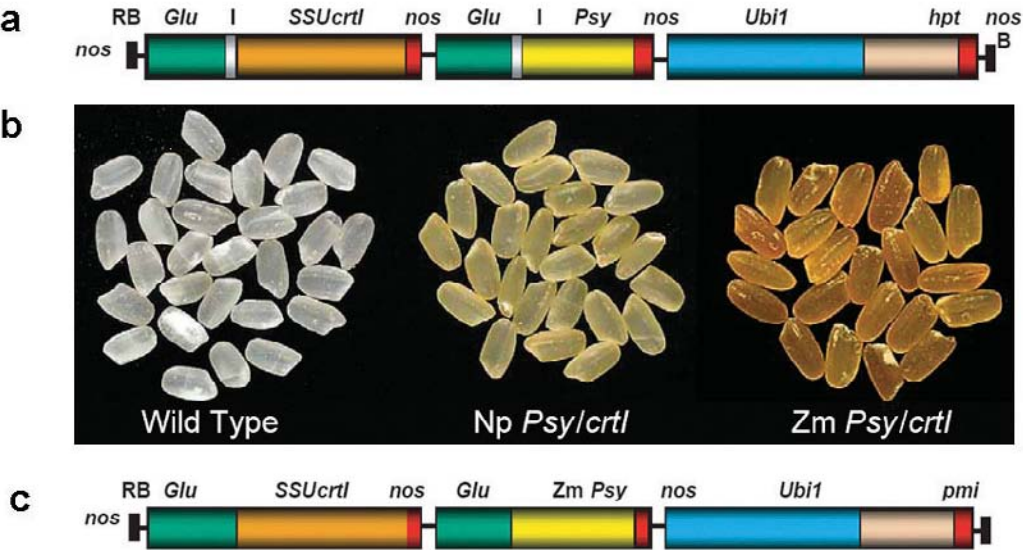 a
RB Glu I SSUcrtI nos Glu I Psy nos Ubi1 hpt nos
nos
B
b
Wild Type Np Psy/crtI Zm Psy/crtI
c
RB Glu SSUcrtI nos Glu Zm Psy nos Ubi1 pmi
nos